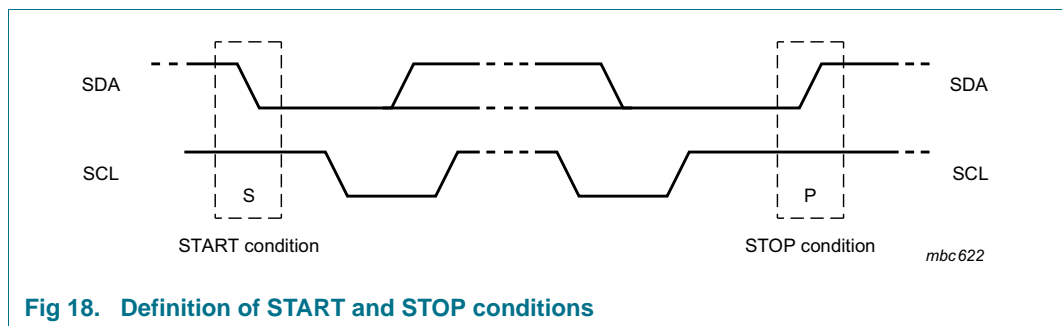 SDA
SDA
SCL
SCL
S
P
START condition
STOP condition
mbc622
Fig 18. Definition of START and STOP conditions